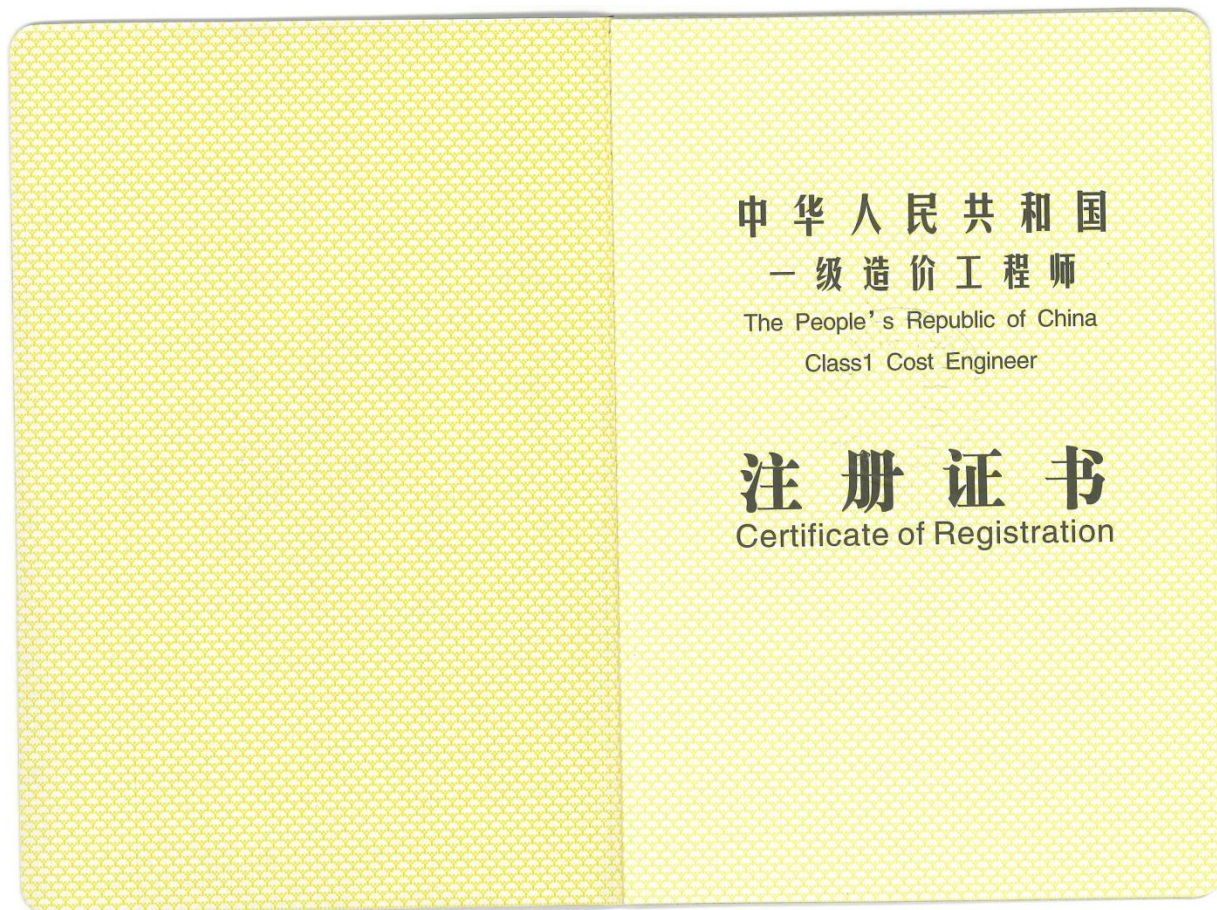 中华人民共和国
一级造价工程师
The People's Republic of China
Class1 Cost Engineer
注册证书
Certificate of Registration